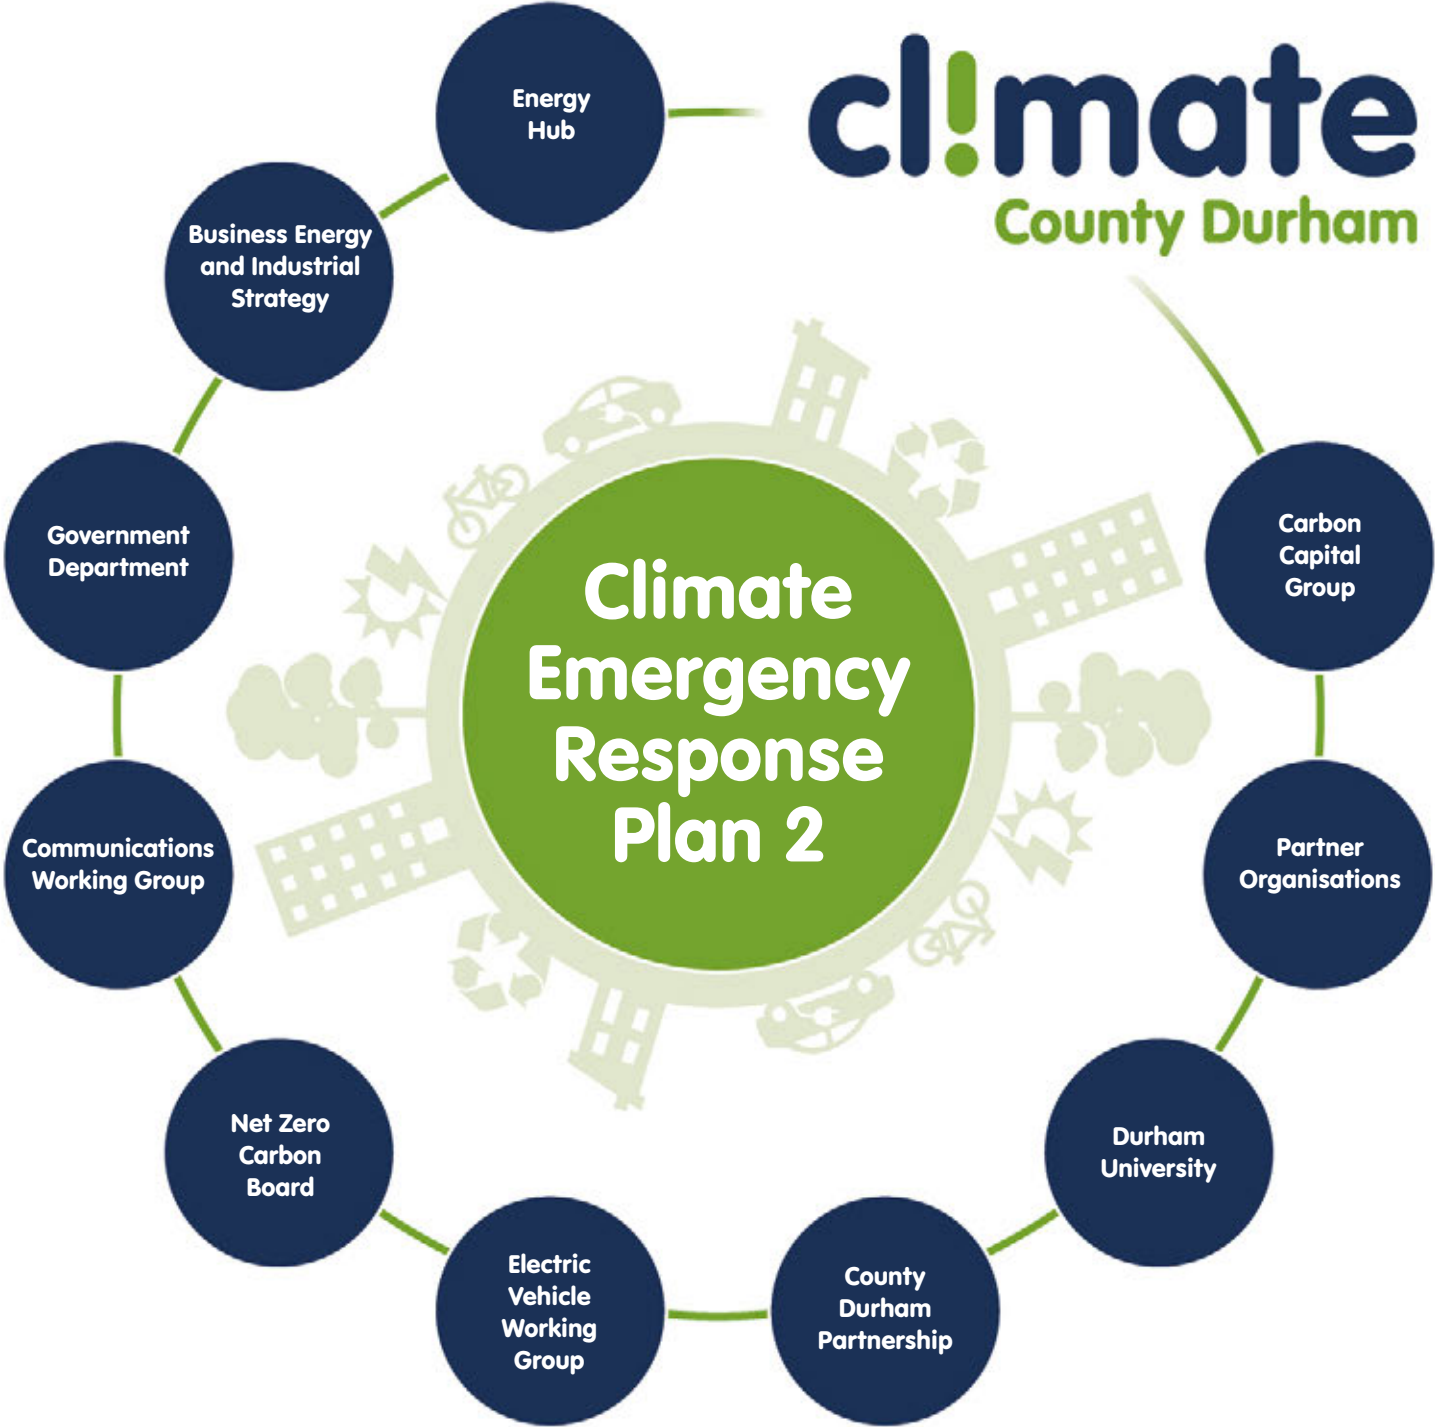 Energy
Hub
cl!mate
County Durham
Business Energy
and Industrial
Strategy
Government
Department
Carbon
Capital
Group
Climate
Emergency
Response
Plan 2
Communications
Working Group
Partner
Organisations
Net Zero
Carbon
Board
Durham
University
Electric
Vehicle
Working
Group
County
Durham
Partnership